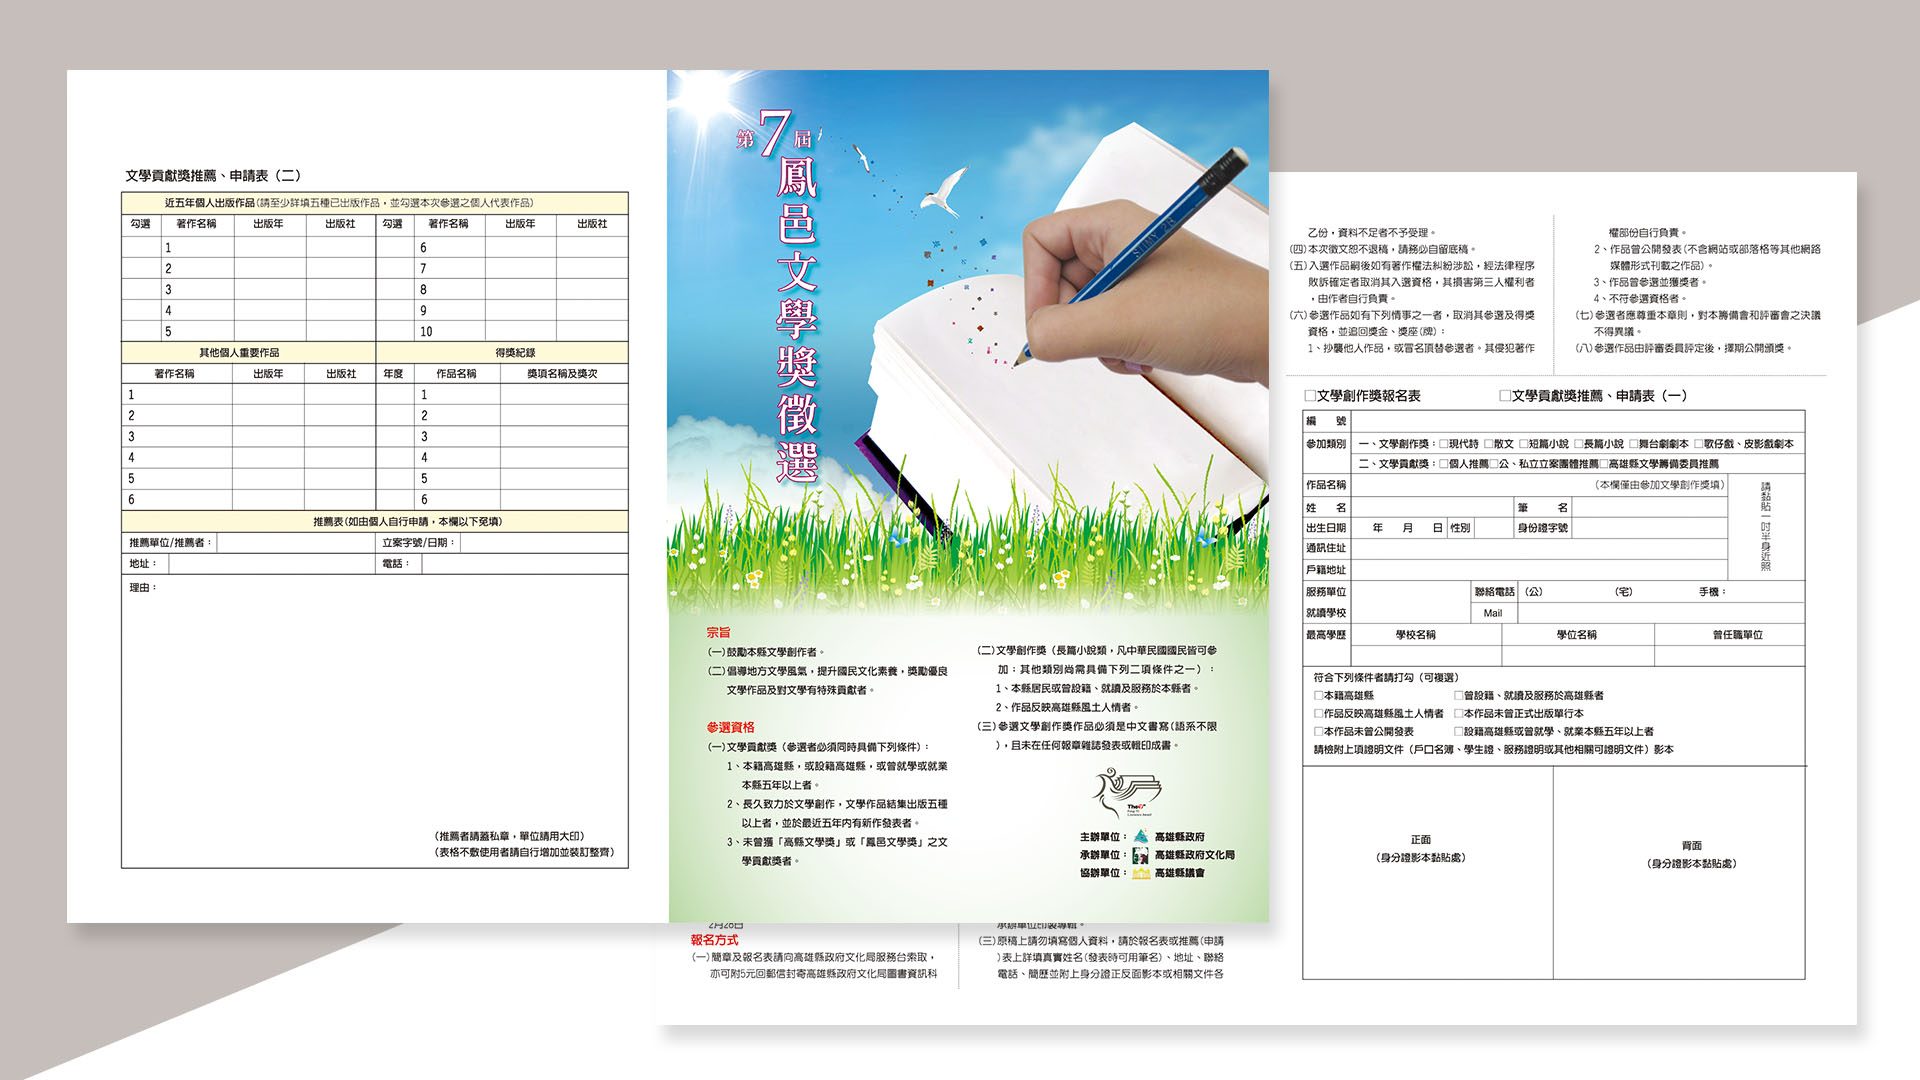 文學貢獻獎推薦、申請表（二）
近五年個人出版作品(請至少詳填五種已出版作品，並勾選本次參選之個人代表作品)
勾選 著作名稱 出版年 出版社 勾選 著作名稱 出版年 出版社
1 6
2 7
3 8
4 9
5 10
其他個人重要作品 得獎紀錄
著作名稱 出版年 出版社 年度 作品名稱 獎項名稱及獎次
1 1
2 2
3 3
4 4
5 5
6 6
推薦表(如由個人自行申請，本欄以下免填)
推薦單位/推薦者： 立案字號/日期：
地址： 電話：
理由：
（推薦者請蓋私章，單位請用大印）
（表格不敷使用者請自行增加並裝訂整齊）
第7屆
鳳邑文學獎徵選
宗旨
(一)鼓勵本縣文學創作者。
(二)倡導地方文學風氣，提升國民文化素養，獎勵優良
文學作品及對文學有特殊貢獻者。
參選資格
(一)文學貢獻獎（參選者必須同時具備下列條件）：
1、本籍高雄縣，或設籍高雄縣，或曾就學或就業
本縣五年以上者。
2、長久致力於文學創作，文學作品結集出版五種
以上者，並於最近五年內有新作發表者。
3、未曾獲「高縣文學獎」或「鳳邑文學獎」之文
學貢獻獎者。
(二)文學創作獎（長篇小說類，凡中華民國國民皆可參
加；其他類別尚需具備下列二項條件之一）：
1、本縣居民或曾設籍、就讀及服務於本縣者。
2、作品反映高雄縣風土人情者。
(三)參選文學創作獎作品必須是中文書寫(語系不限
)，且未在任何報章雜誌發表或輯印成書。
主辦單位： 高雄縣政府
承辦單位： 高雄縣政府文化局
協辦單位： 高雄縣議會
2月28日
報名方式
(一)簡章及報名表請向高雄縣政府文化局服務台索取，
亦可附5元回郵信封寄高雄縣政府文化局圖書資訊科
承辦單位印製專輯。
(三)原稿上請勿填寫個人資料，請於報名表或推薦(申請
)表上詳填真實姓名(發表時可用筆名)、地址、聯絡
電話、簡歷並附上身分證正反面影本或相關文件各
乙份，資料不足者不予受理。
(四)本次徵文恕不退稿，請務必自留底稿。
(五)入選作品嗣後如有著作權法糾紛涉訟，經法律程序
敗訴確定者取消其入選資格，其損害第三人權利者
，由作者自行負責。
(六)參選作品如有下列情事之一者，取消其參選及得獎
資格，並追回獎金、獎座(牌)：
1、抄襲他人作品，或冒名頂替參選者。其侵犯著作
權部份自行負責。
2、作品曾公開發表(不含網站或部落格等其他網路
媒體形式刊載之作品)。
3、作品曾參選並獲獎者。
4、不符參選資格者。
(七)參選者應尊重本章則，對本籌備會和評審會之決議
不得異議。
(八)參選作品由評審委員評定後，擇期公開頒獎。
□文學創作獎報名表 □文學貢獻獎推薦、申請表（一）
編 號
參加類別 一、文學創作獎：□現代詩 □散文 □短篇小說 □長篇小說 □舞台劇劇本 □歌仔戲、皮影戲劇本
二、文學貢獻獎：□個人推薦□公、私立立案團體推薦□高雄縣文學籌備委員推薦
作品名稱 （本欄僅由參加文學創作獎填）
請黏貼一吋半身近照
姓 名 筆 名
出生日期 年 月 日 性別 身份證字號
通訊住址
戶籍地址
服務單位 聯絡電話 （公） （宅） 手機：
就讀學校 Mail
最高學歷 學校名稱 學位名稱 曾任職單位
符合下列條件者請打勾（可複選）
□本籍高雄縣 □曾設籍、就讀及服務於高雄縣者
□作品反映高雄縣風土人情者 □本作品未曾正式出版單行本
□本作品未曾公開發表 □設籍高雄縣或曾就學、就業本縣五年以上者
請檢附上項證明文件（戶口名簿、學生證、服務證明或其他相關可證明文件）影本
正面
（身分證影本黏貼處）
背面
（身分證影本黏貼處）